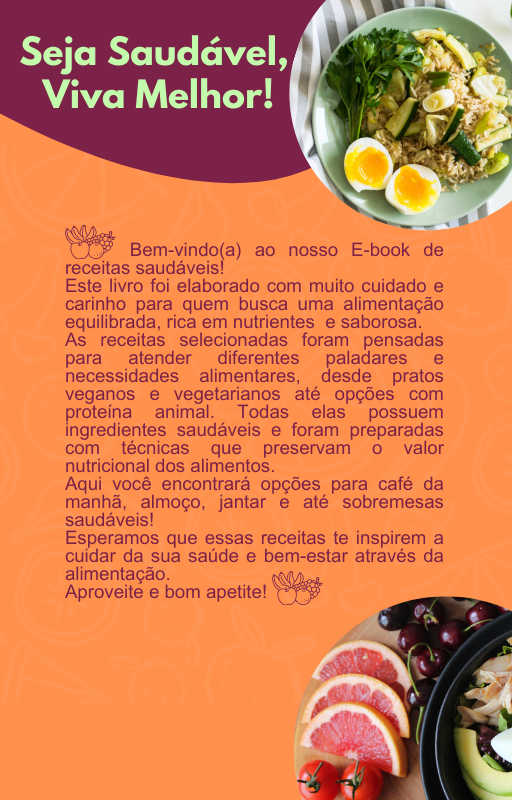 Seja Saudável,
Viva Melhor!
Bem-vindo(a) ao nosso E-book de
receitas saudáveis!
Este livro foi elaborado com muito cuidado e
carinho para quem busca uma alimentação
equilibrada, rica em nutrientes  e saborosa.
As receitas selecionadas foram pensadas
para atender diferentes paladares e
necessidades alimentares, desde pratos
veganos e vegetarianos até opções com
proteína animal. Todas elas possuem
ingredientes saudáveis e foram preparadas
com técnicas que preservam o valor
nutricional dos alimentos.
Aqui você encontrará opções para café da
manhã, almoço, jantar e até sobremesas
saudáveis!
Esperamos que essas receitas te inspirem a
cuidar da sua saúde e bem-estar através da
alimentação.
Aproveite e bom apetite!